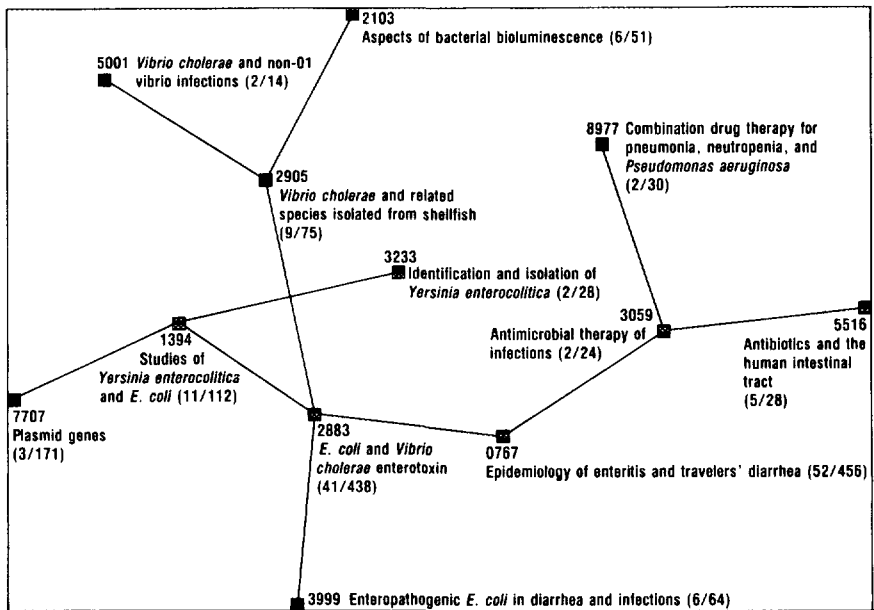 2103
Aspects of bacterial bioluminescence (6/51)
5001 Vibrio cholerae and non-01
vibrio infections (2/14)
8977 Combination drug therapy for
pneumonia, neutropenia, and
Pseudomonas aeruginosa
(2/30)
2905
Vibrio cholerae and related
species isolated from shellfish
(9/75)
3233
Identification and isolation of
Yersinia enterocolitica (2/28)
3059
Antimicrobial therapy of
infections (2/24)
5516
Antibiotics and the
human intestinal
tract
(5/28)
1394
Studies of
Yersinia enterocolitica
and E. coli (11/112)
7707
Plasmid genes
(3/171)
2883
E. coli and Vibrio
cholerae enterotoxin
(41/438)
0767
Epidemiology of enteritis and travelers' diarrhea (52/456)
3999 Enteropathogenic E. coli in diarrhea and infections (6/64)